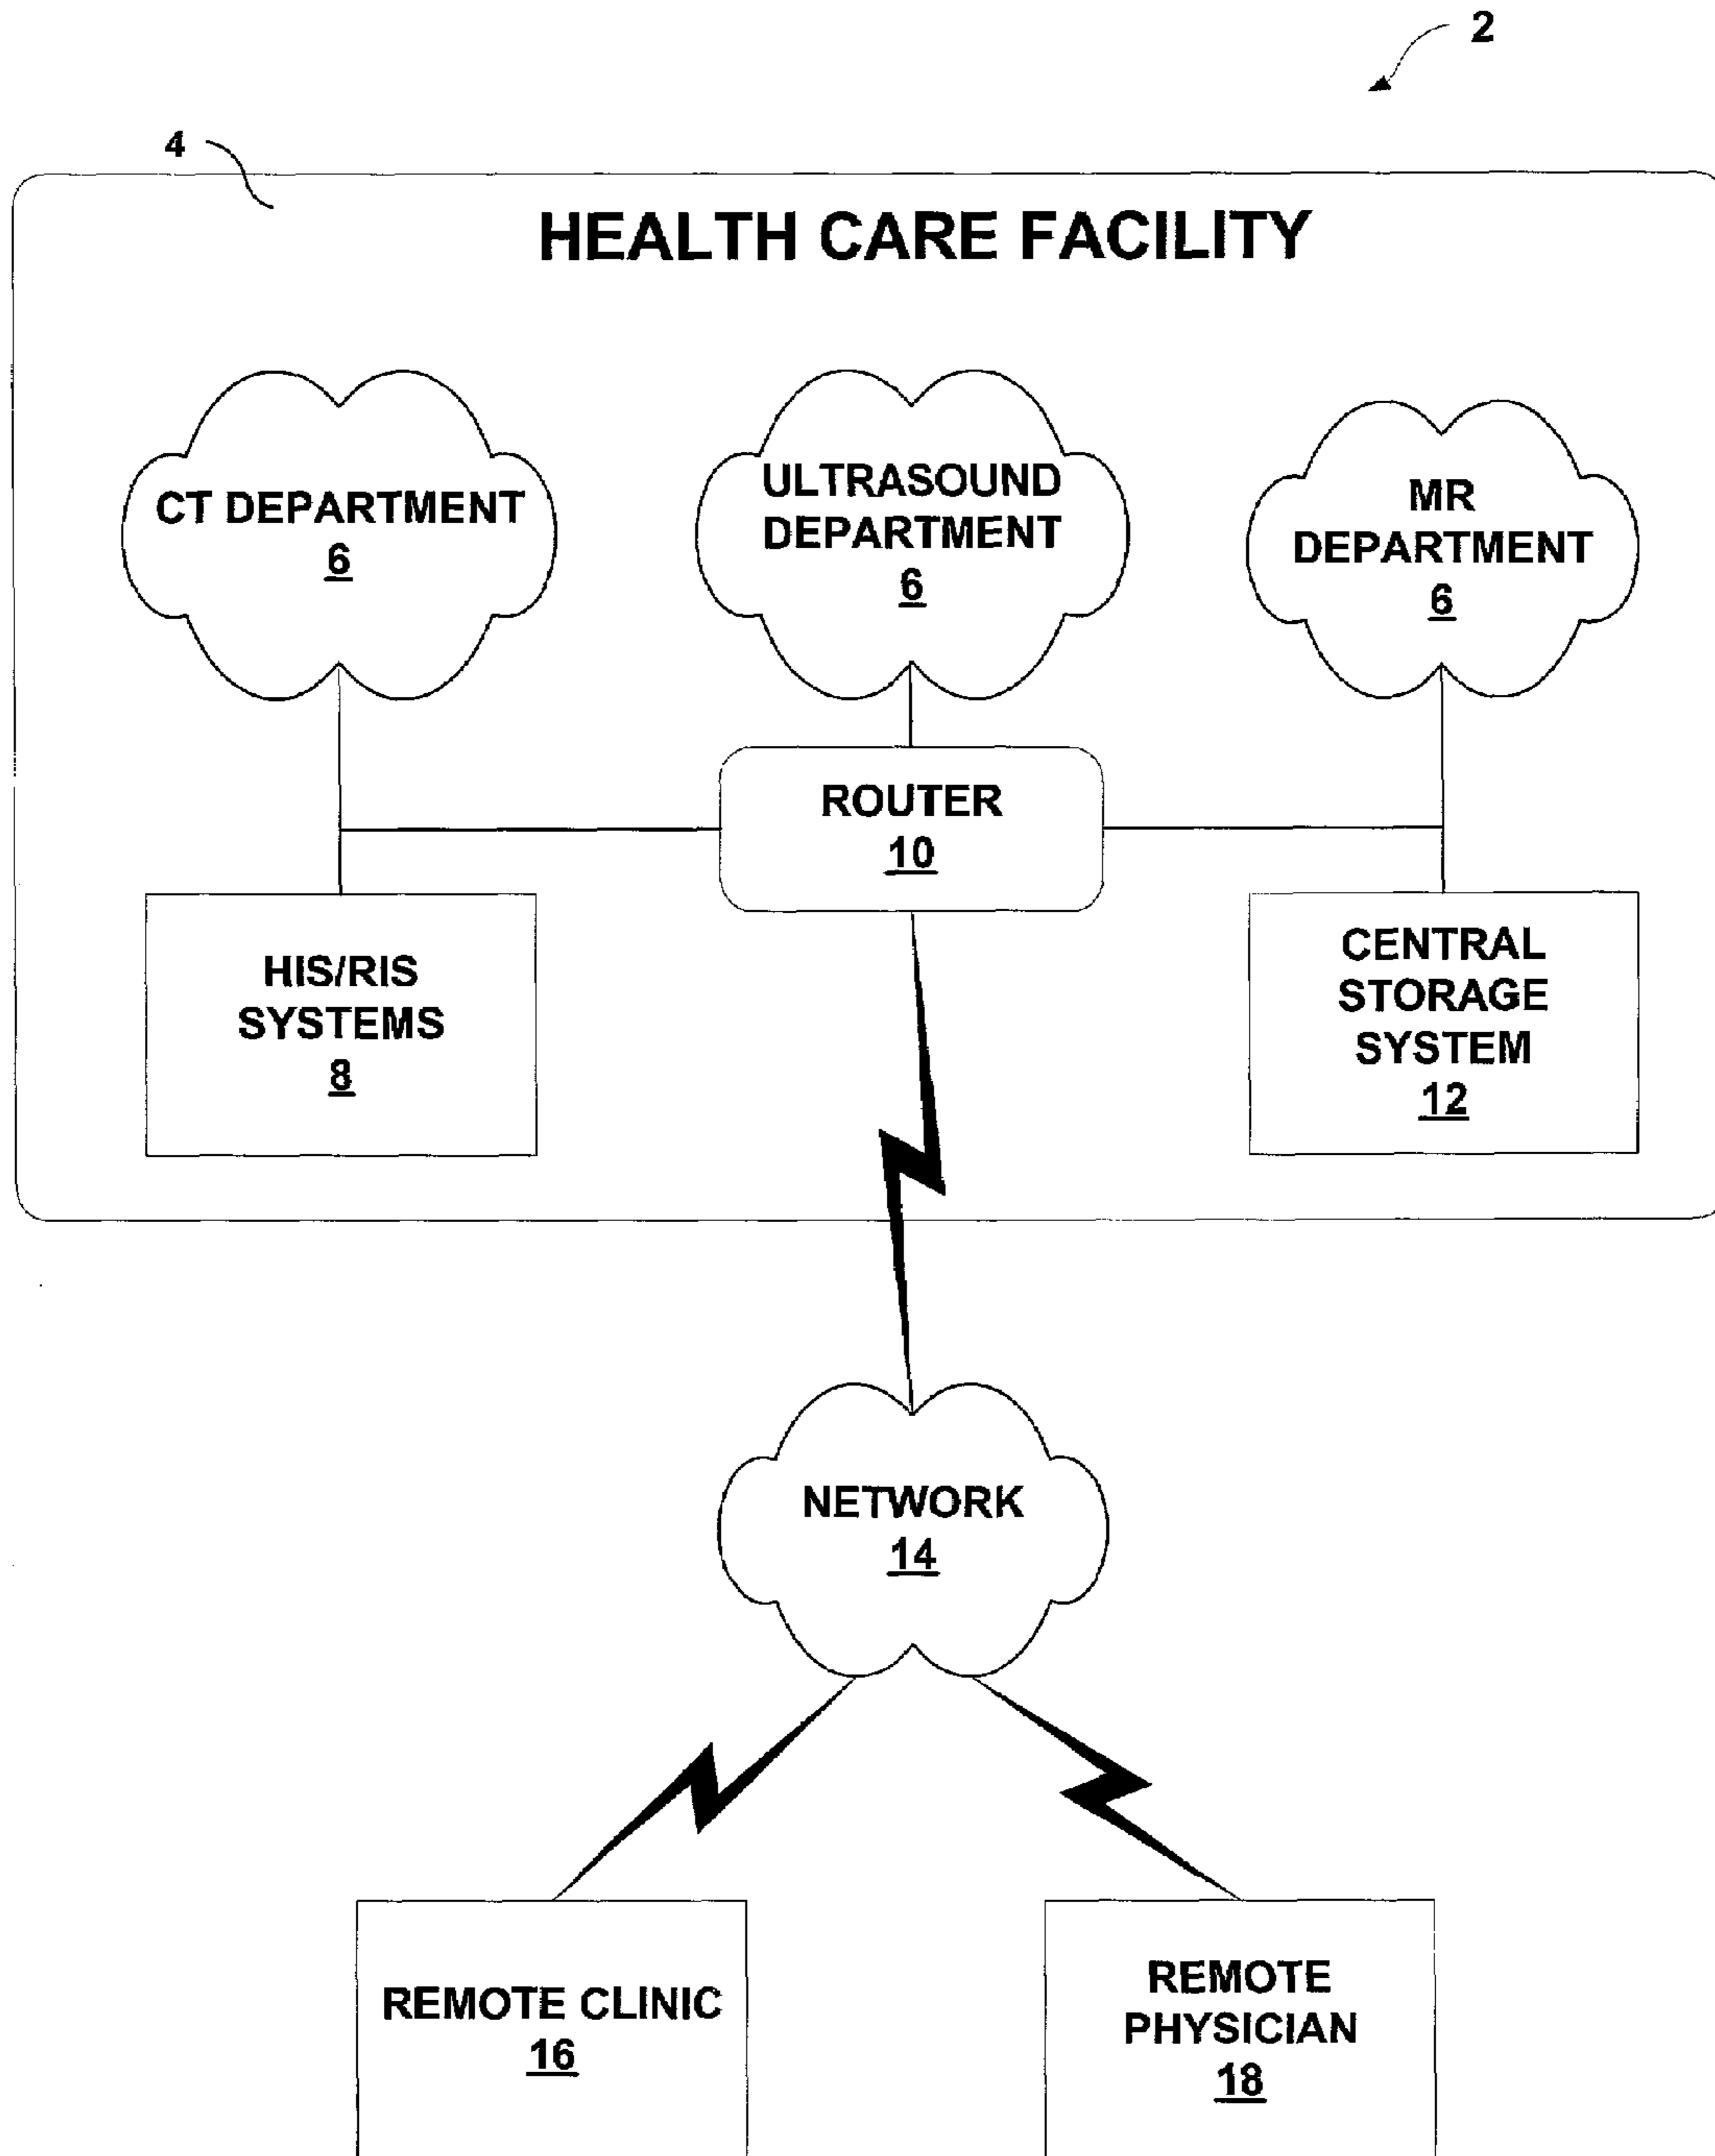 2
4
HEALTH CARE FACILITY
CT DEPARTMENT
6
ULTRASOUND
DEPARTMENT
6
MR
DEPARTMENT
6
ROUTER
10
HIS/RIS
SYSTEMS
8
CENTRAL
STORAGE
SYSTEM
12
NETWORK
14
REMOTE CLINIC
16
REMOTE
PHYSICIAN
18